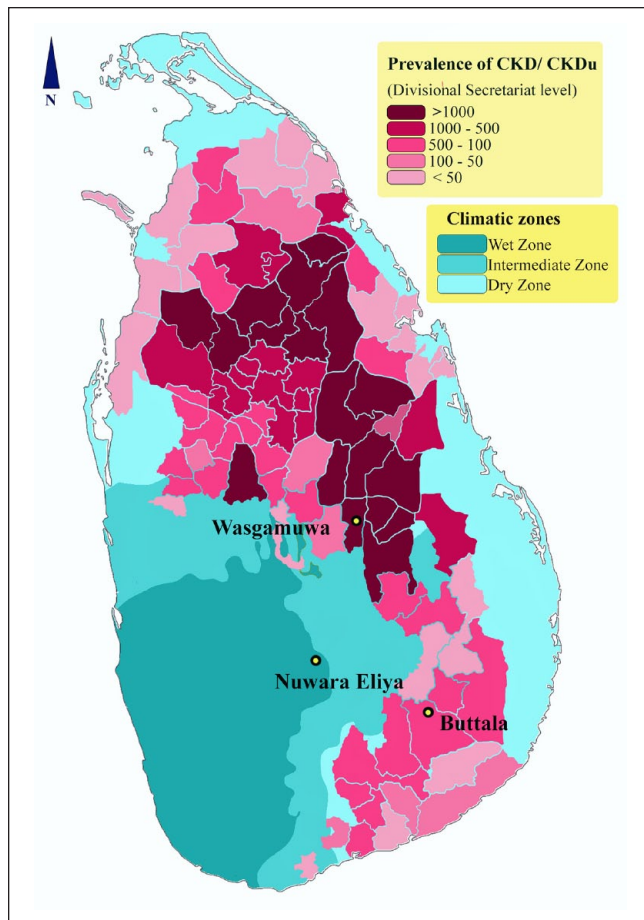 N
Prevalence of CKD/ CKDu
(Divisional Secretariat level)
>1000
1000 - 500
500 - 100
100 - 50
< 50
Climatic zones
Wet Zone
Intermediate Zone
Dry Zone
Wasgamuwa
Nuwara Eliya
Buttala